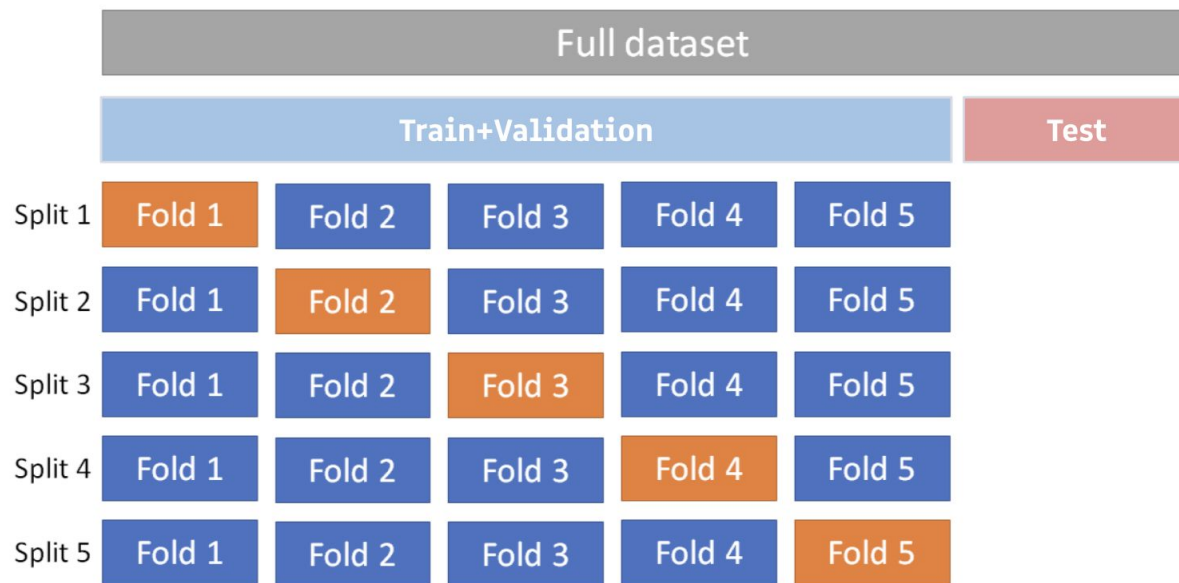 Full dataset
Train+Validation Test
Split 1 Fold 1 Fold 2 Fold 3 Fold 4 Fold 5
Split 2 Fold 1 Fold 2 Fold 3 Fold 4 Fold 5
Split 3 Fold 1 Fold 2 Fold 3 Fold 4 Fold 5
Split 4 Fold 1 Fold 2 Fold 3 Fold 4 Fold 5
Split 5 Fold 1 Fold 2 Fold 3 Fold 4 Fold 5